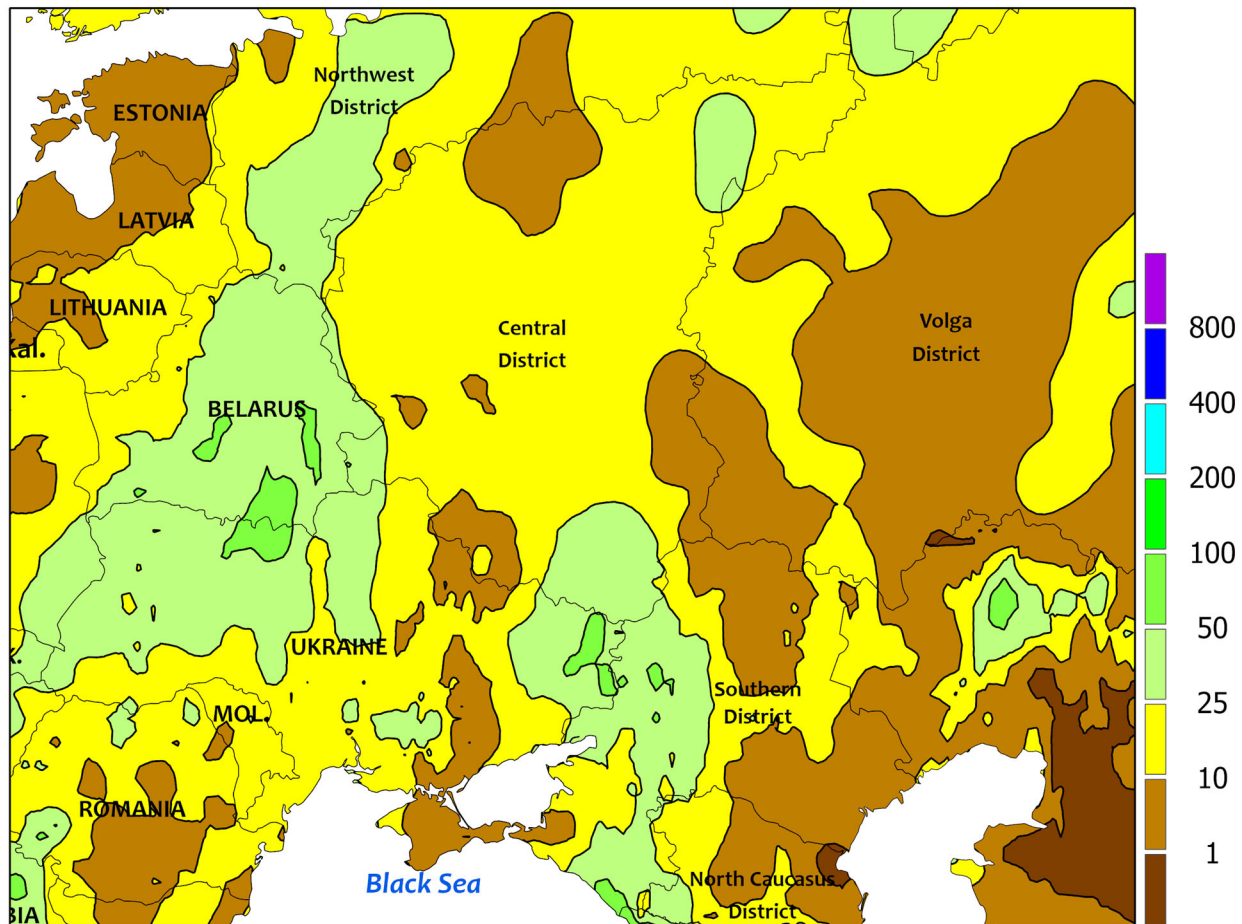 Northwest
District
ESTONIA
LATVIA
LITHUANIA
Kal.
Central
District
Volga
District
BELARUS
UKRAINE
MOL.
Southern
District
ROMANIA
Black Sea
North Caucasus
District
BIA
800
400
200
100
50
25
10
1